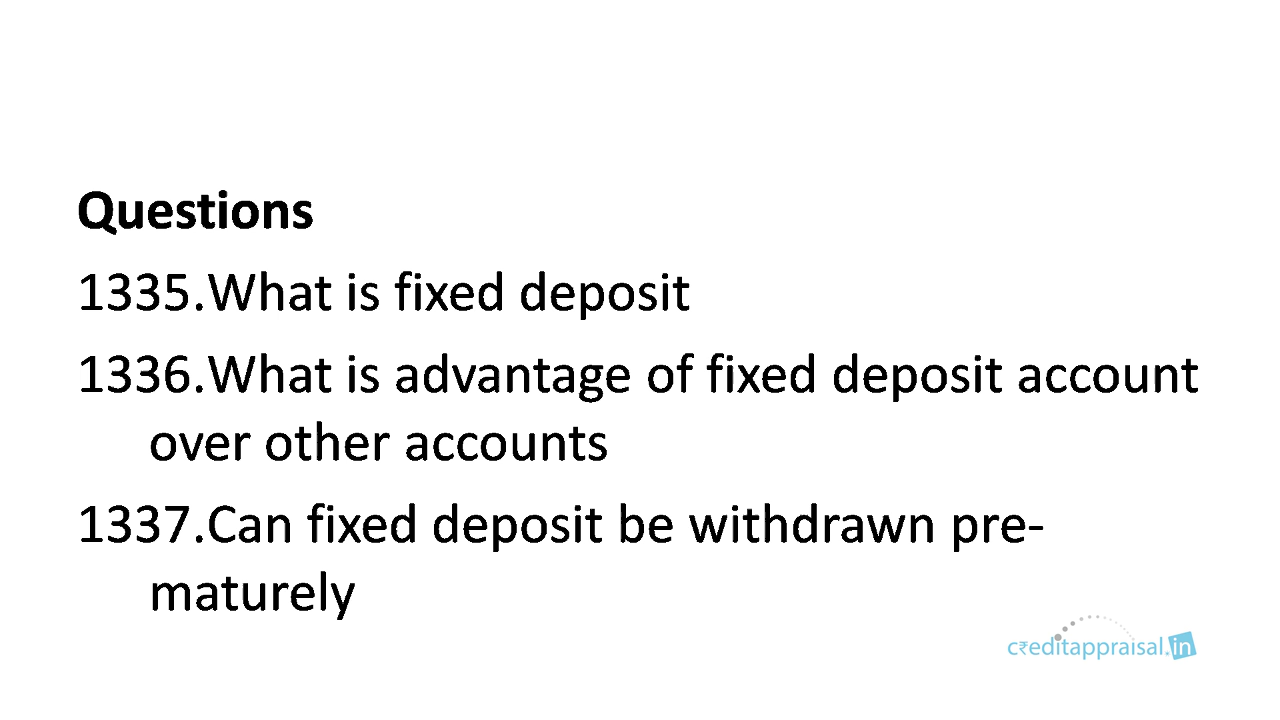 Questions
1335.What is fixed deposit
1336.What is advantage of fixed deposit account
over other accounts
1337.Can fixed deposit be withdrawn pre-
maturely
c₹editappraisal.in